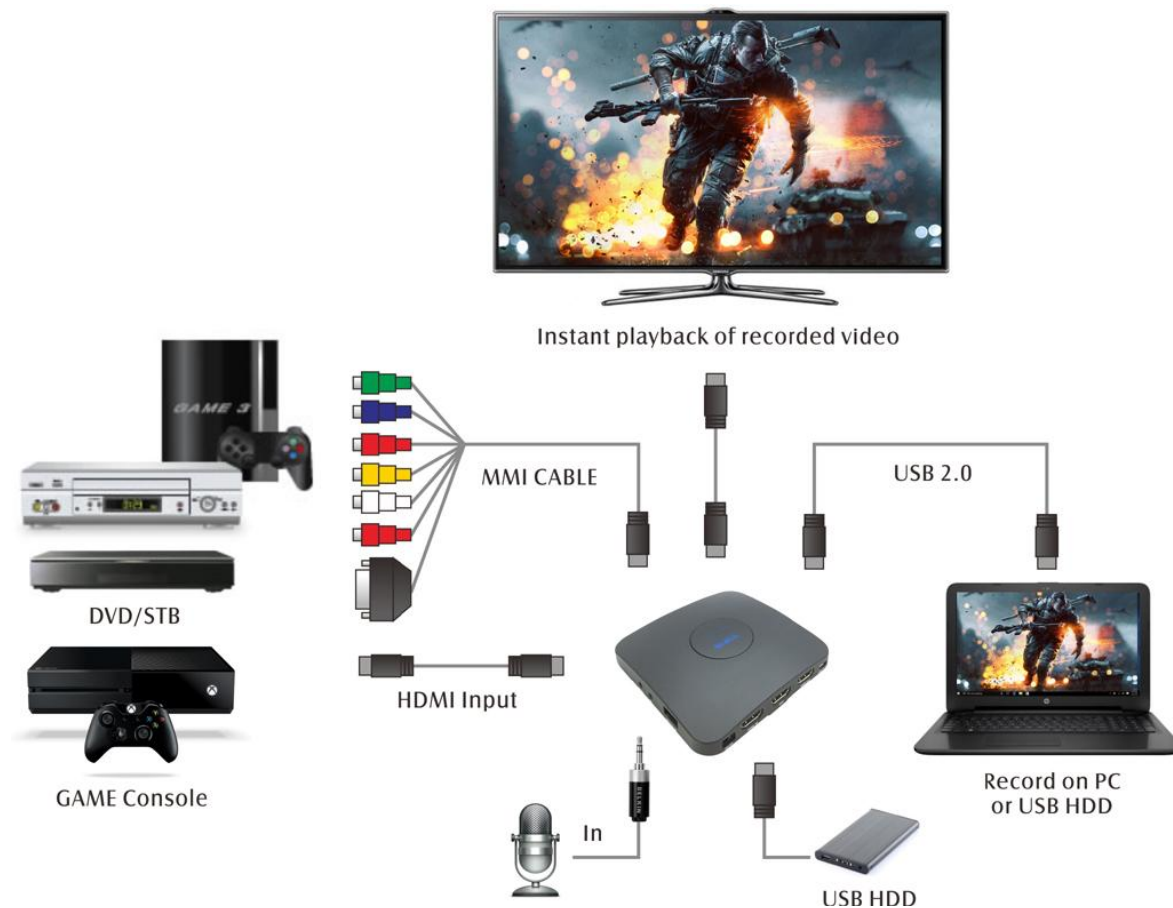 Instant playback of recorded video
GAME 3
MMI CABLE
USB 2.0
DVD/STB
HDMI Input
GAME Console
BELKIN
In
Record on PC
or USB HDD
USB HDD